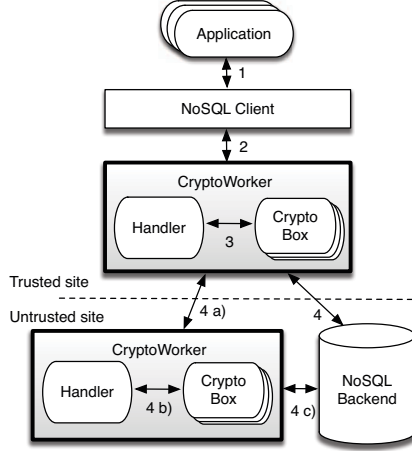 Application
1
NoSQL Client
2
CryptoWorker
Handler
3
Crypto
Box
Trusted site
4 a)
4
Untrusted site
CryptoWorker
Handler
4 b)
Crypto
Box
4 c)
NoSQL
Backend